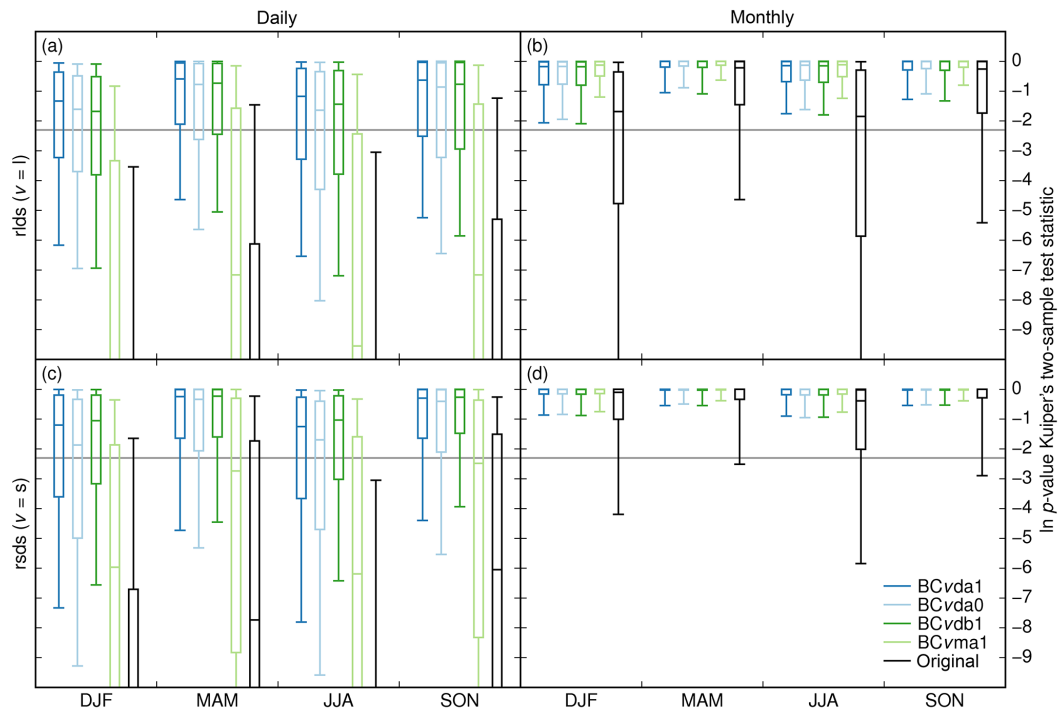 Daily
Monthly
(a)
(b)
rlds (v = l)
0
−1
−2
−3
−4
−5
−6
−7
−8
−9
(c)
(d)
rsds (v = s)
0
−1
−2
−3
−4
−5
−6
−7
−8
−9
ln p-value Kuiper's two-sample test statistic
BCvda1
BCvda0
BCvdb1
BCvma1
Original
DJF
MAM
JJA
SON
DJF
MAM
JJA
SON